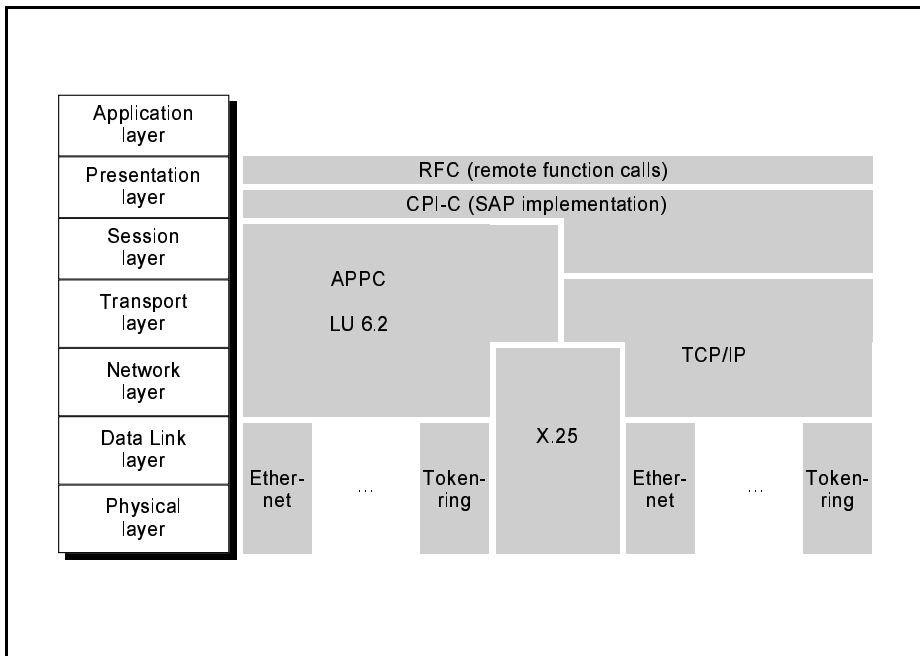 Application
layer
Presentation
layer
Session
layer
Transport
layer
Network
layer
Data Link
layer
Physical
layer
RFC (remote function calls)
CPI-C (SAP implementation)
APPC
LU 6.2
TCP/IP
X.25
Ether-
net
...
Token-
ring
Ether-
net
...
Token-
ring